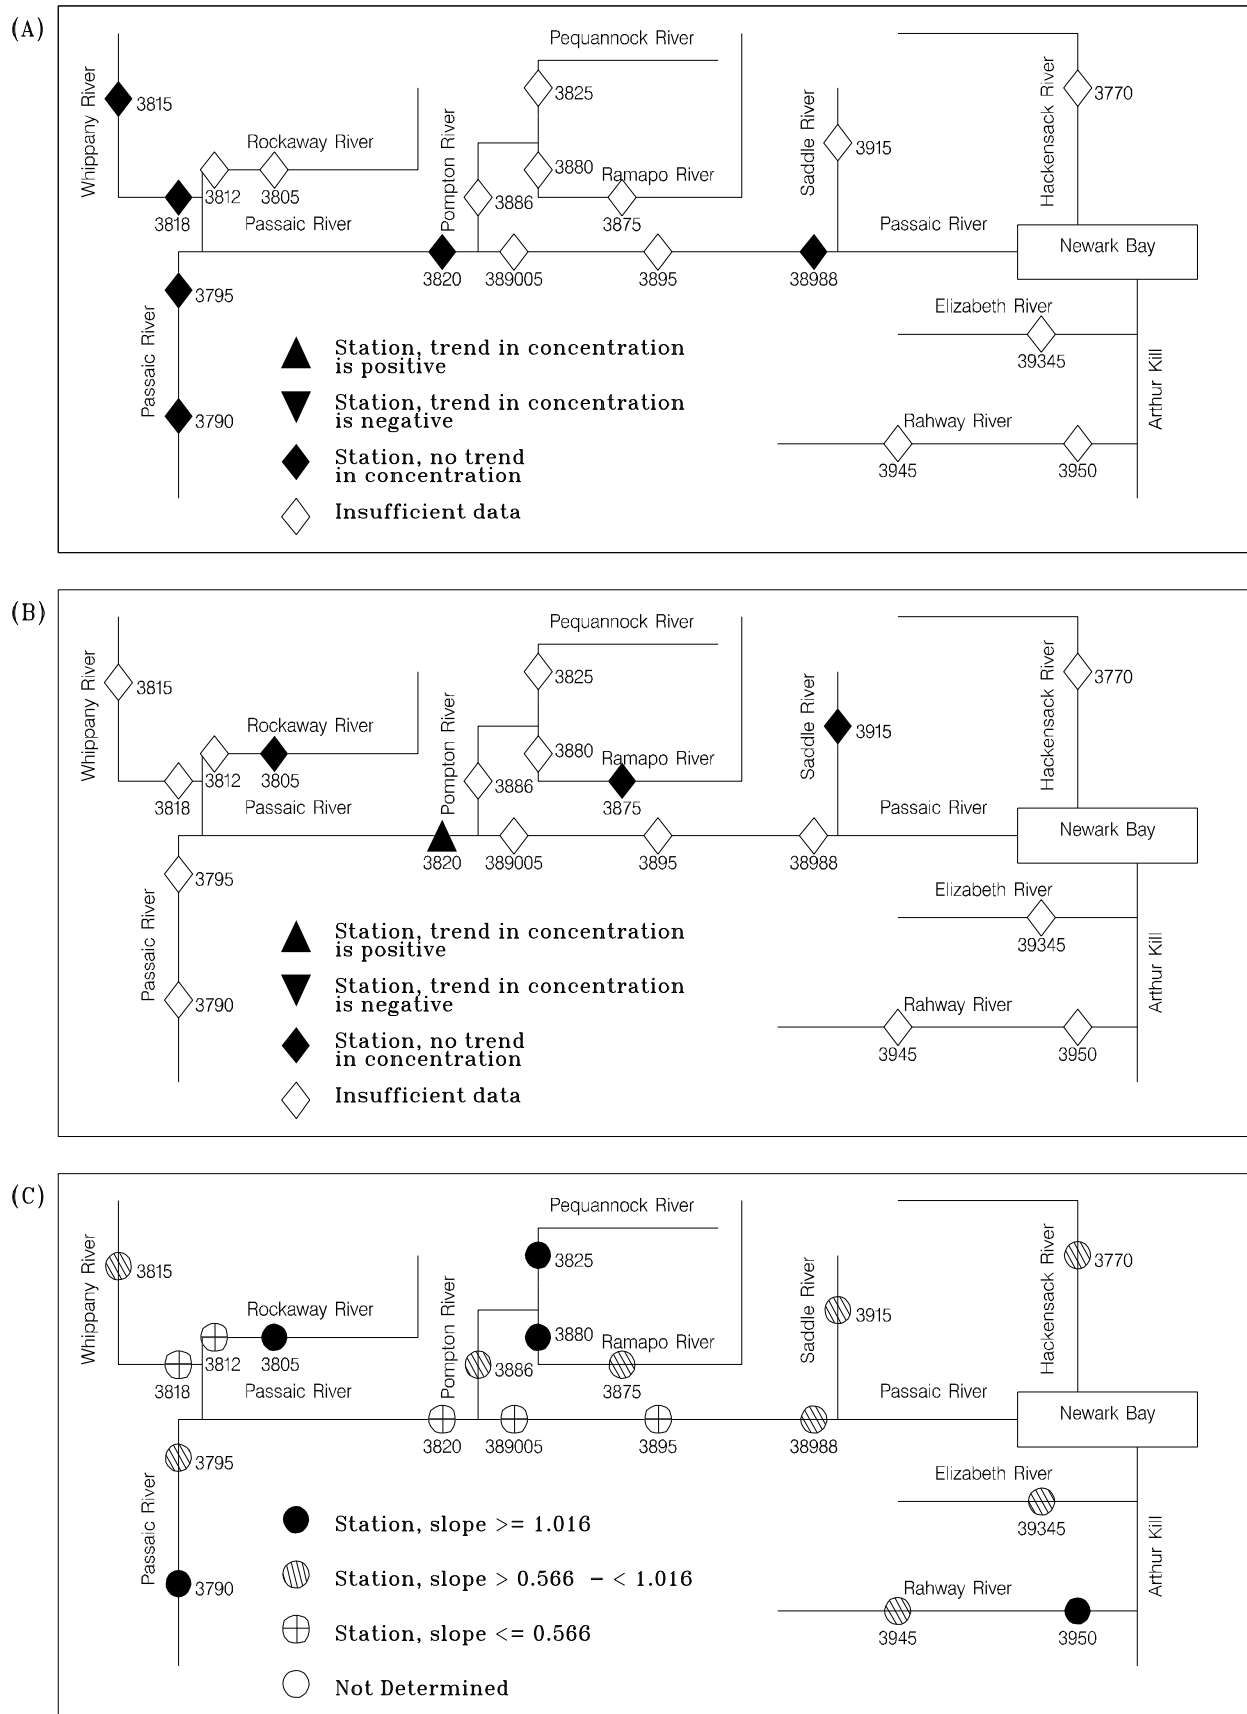 (A)
Pequannock River
3825
3770
Whippany River
3815
Rockaway River
3812
3805
3818
Passaic River
Pompton River
3880
Ramapo River
3886
3875
Saddle River
3915
Hackensack River
Passaic River
Newark Bay
3820
389005
3895
38988
3795
Passaic River
3790
Elizabeth River
39345
Arthur Kill
Rahway River
3945
3950
Station, trend in concentration
is positive
Station, trend in concentration
is negative
Station, no trend
in concentration
Insufficient data
(B)
Pequannock River
3825
3770
Whippany River
3815
Rockaway River
3812
3805
3818
Passaic River
Pompton River
3880
Ramapo River
3886
3875
Saddle River
3915
Hackensack River
Passaic River
Newark Bay
3820
389005
3895
38988
3795
Passaic River
3790
Elizabeth River
39345
Arthur Kill
Rahway River
3945
3950
Station, trend in concentration
is positive
Station, trend in concentration
is negative
Station, no trend
in concentration
Insufficient data
(C)
Pequannock River
3825
3770
Whippany River
3815
Rockaway River
3812
3805
3818
Passaic River
Pompton River
3880
Ramapo River
3886
3875
Saddle River
3915
Hackensack River
Passaic River
Newark Bay
3820
389005
3895
38988
3795
Passaic River
3790
Elizabeth River
39345
Arthur Kill
Rahway River
3945
3950
Station, slope >= 1.016
Station, slope > 0.566 - < 1.016
Station, slope <= 0.566
Not Determined